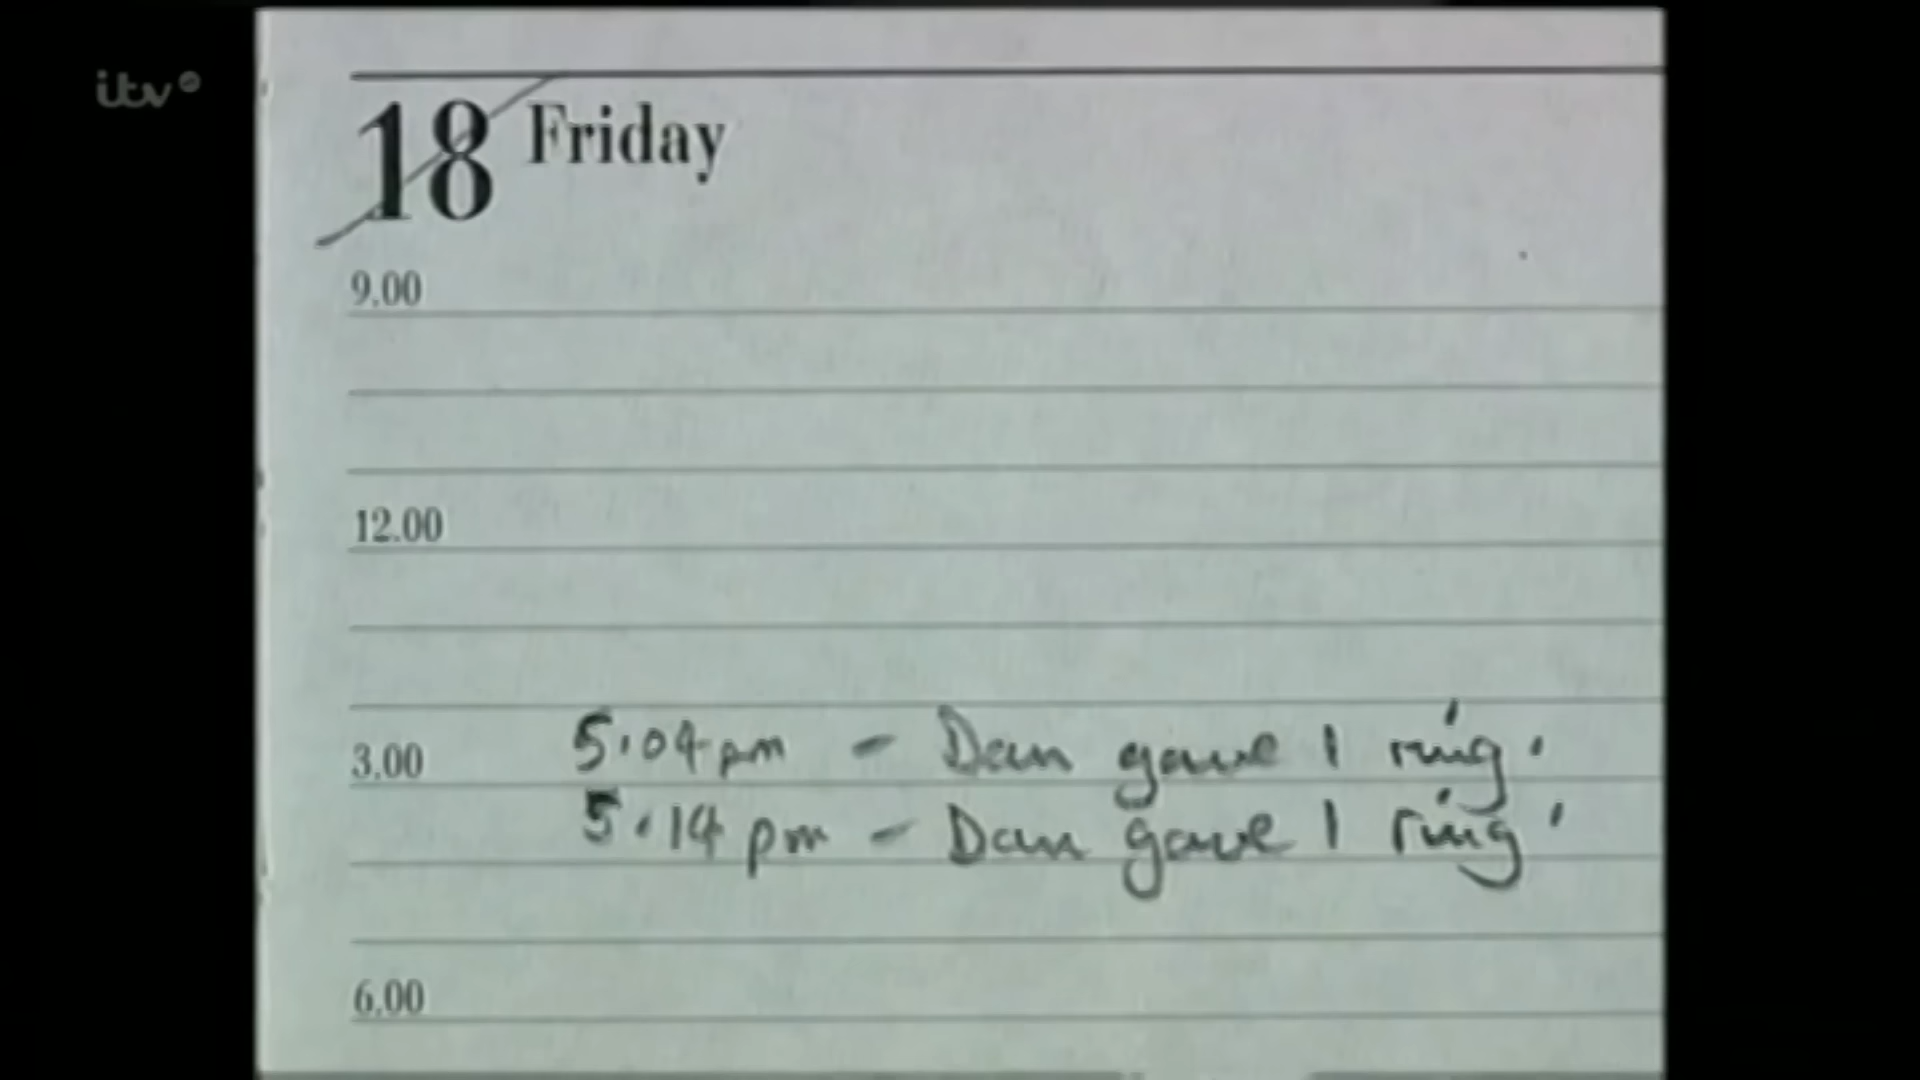 itv
18 Friday
9.00
12.00
3.00 5.04pm - Dan gave 1 ring.
5.14 pm - Dan gave 1 ring.
6.00